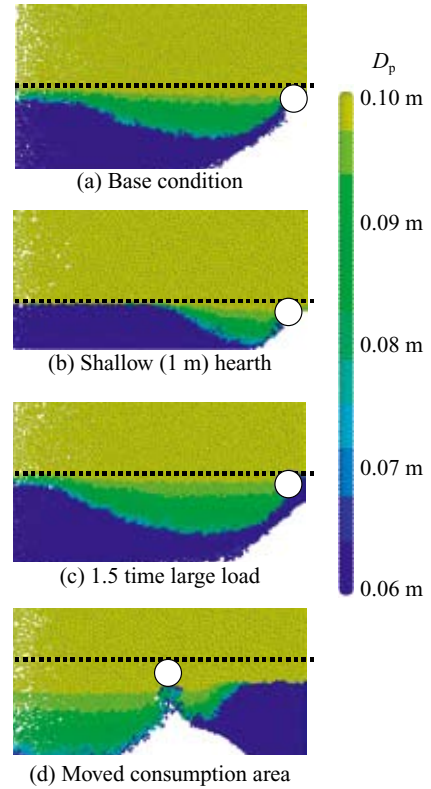 D_p
0.10 m
0.09 m
0.08 m
0.07 m
0.06 m
(a) Base condition
(b) Shallow (1 m) hearth
(c) 1.5 time large load
(d) Moved consumption area